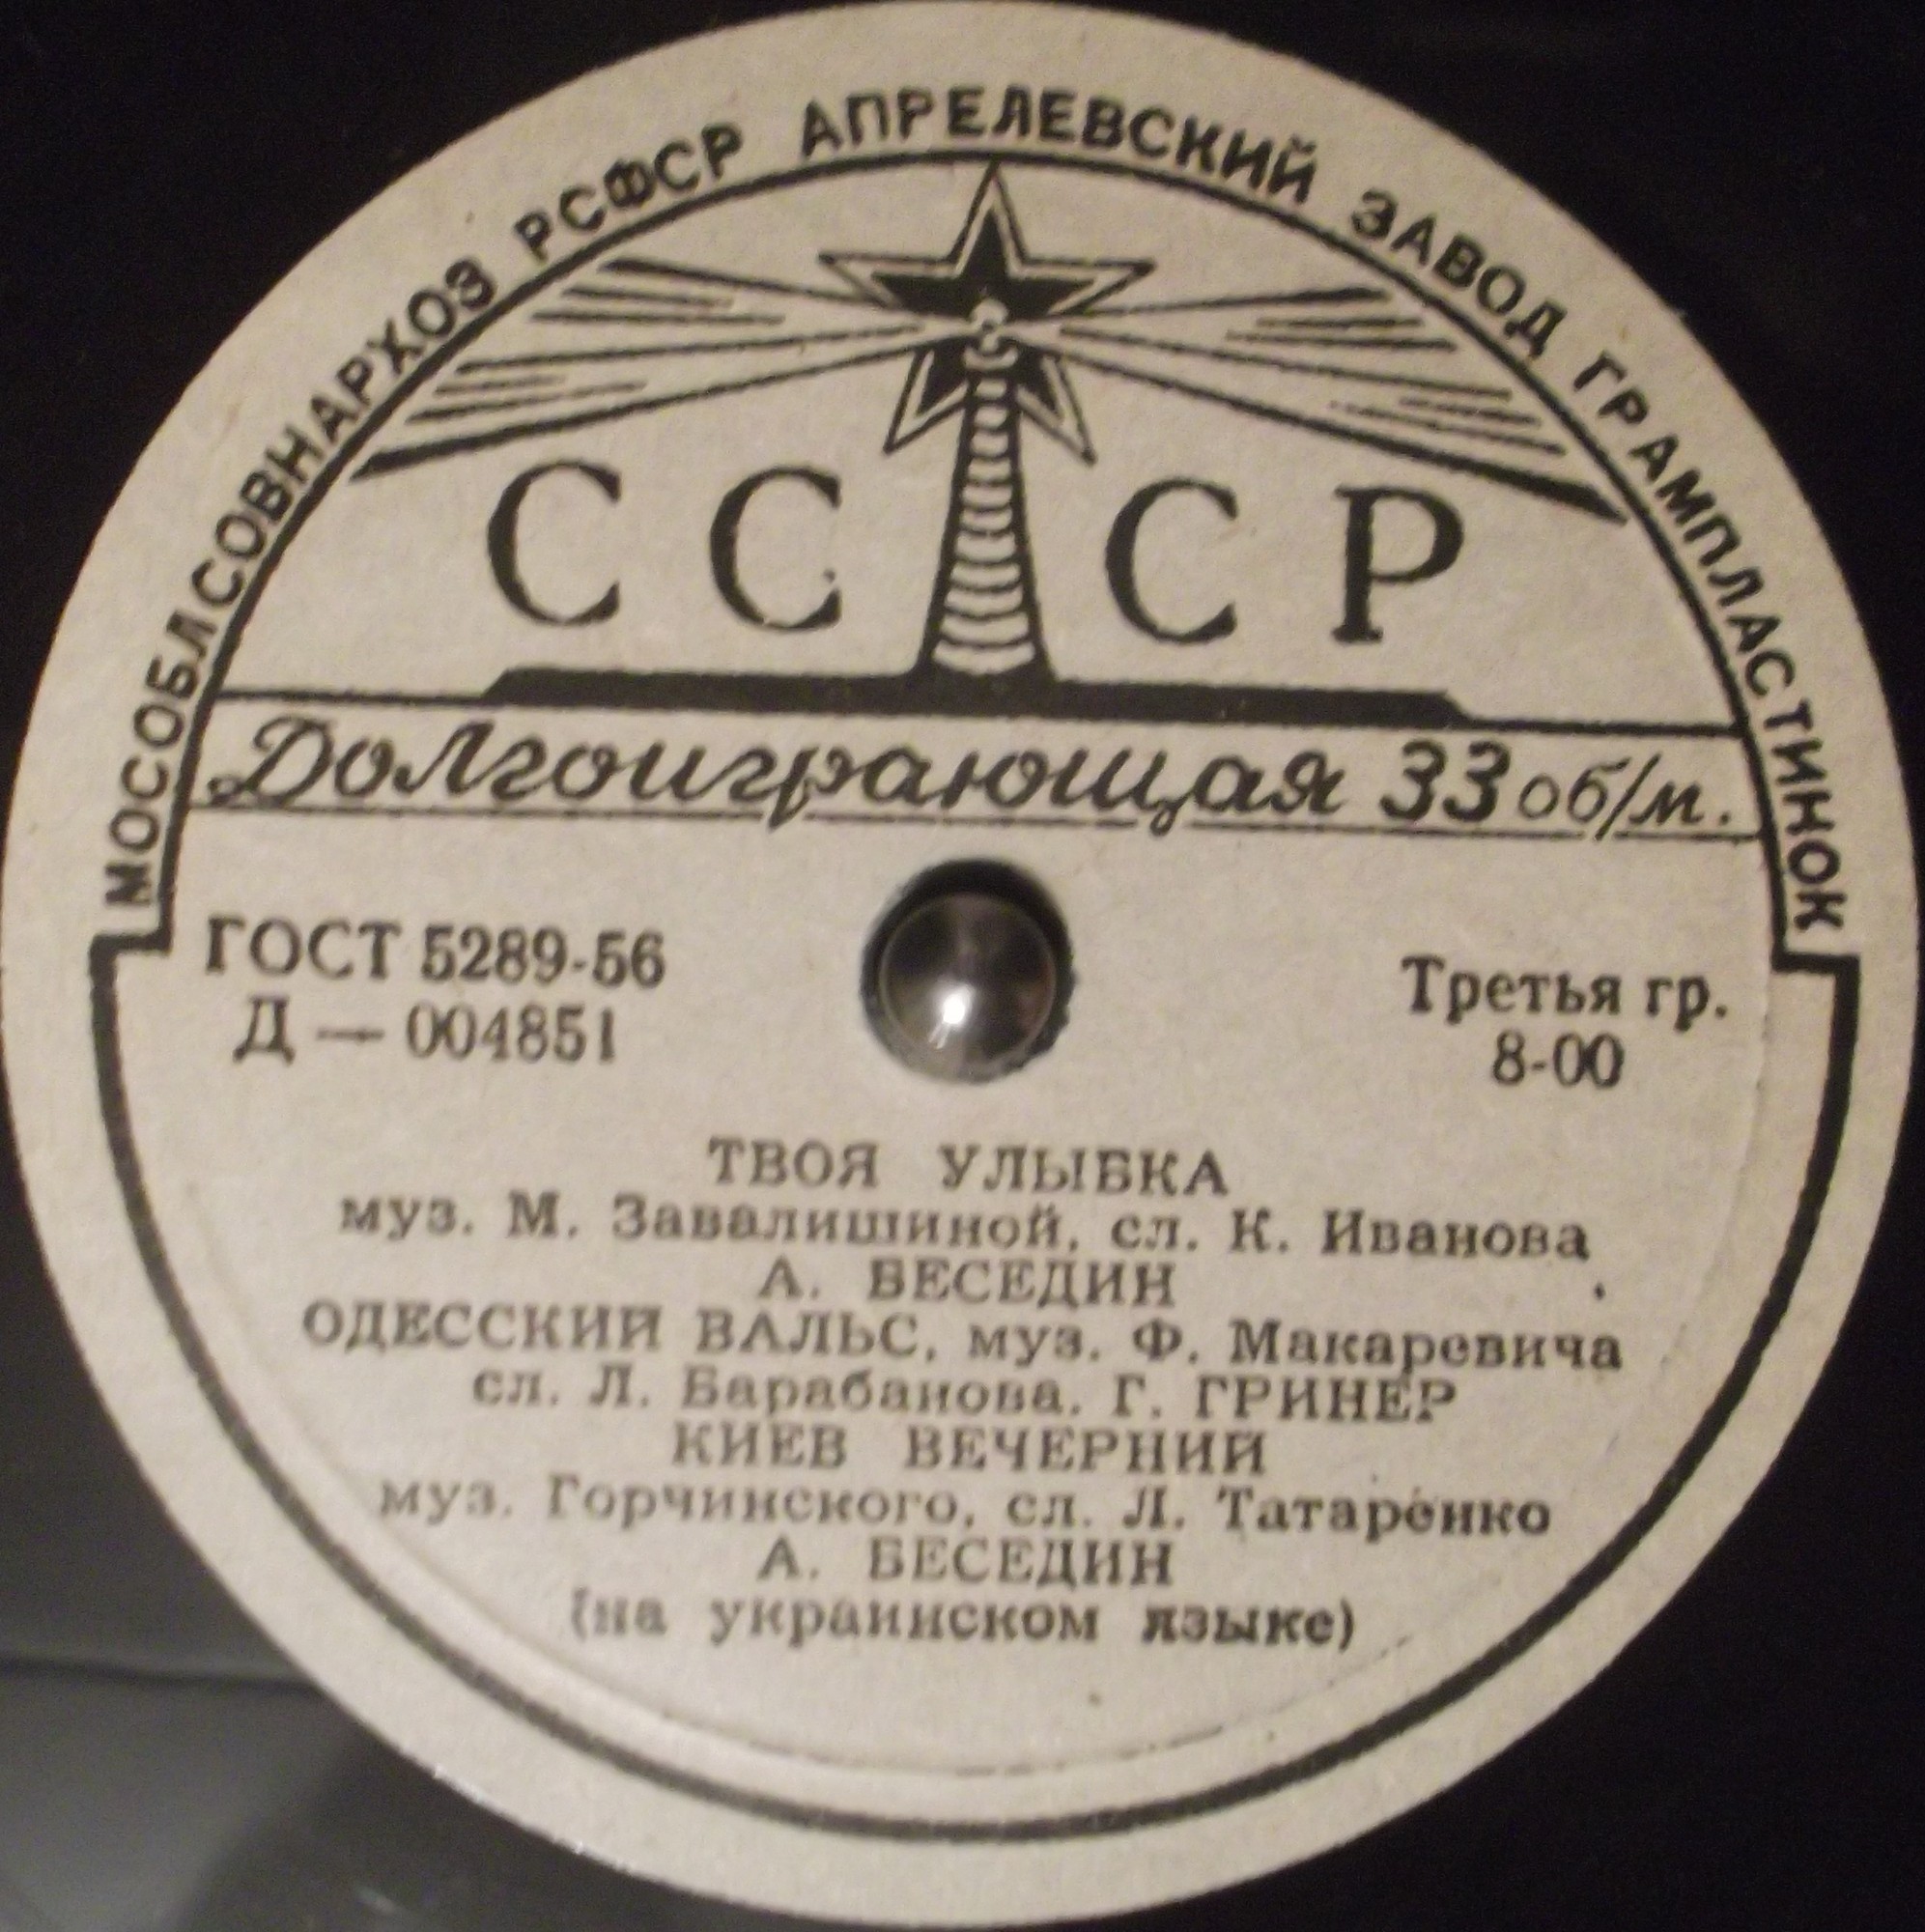 МОСОБЛСОВНАРХОЗ РСФСР АПРЕЛЕВСКИЙ ЗАВОД ГРАМПЛАСТИНОК
СССР
Долгоиграющая 33 об/м.
ГОСТ 5289-56
Д — 004851
Третья гр.
8-00
ТВОЯ УЛЫБКА
муз. М. Завалишиной, сл. К. Иванова
А. БЕСЕДИН
ОДЕССКИЙ ВАЛЬС, муз. Ф. Макаревича
сл. Л. Барабанова, Г. ГРИНЕР
КИЕВ ВЕЧЕРНИЙ
муз. Горчинского, сл. Л. Татаренко
А. БЕСЕДИН
(на украинском языке)